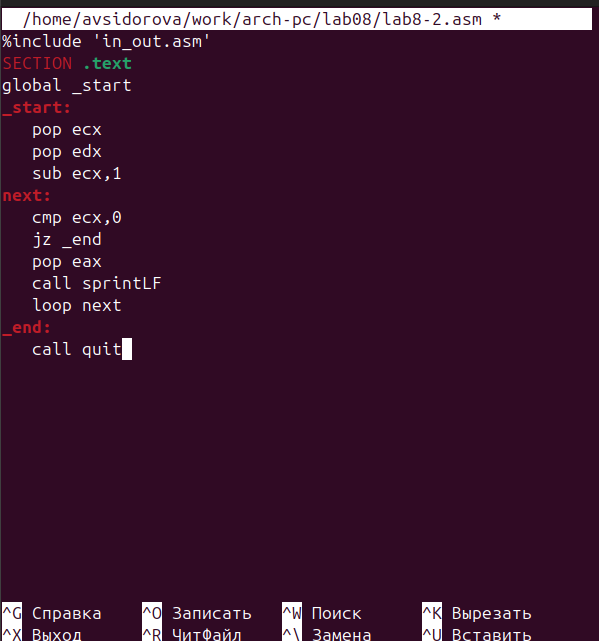 /home/avsidorova/work/arch-pc/lab08/lab8-2.asm *
%include 'in_out.asm'
SECTION .text
global _start
_start:
pop ecx
pop edx
sub ecx,1
next:
cmp ecx,0
jz _end
pop eax
call sprintLF
loop next
_end:
call quit
^G Справка ^O Записать ^W Поиск ^K Вырезать
^X Выход ^R ЧитФайл ^\ Замена ^U Вставить